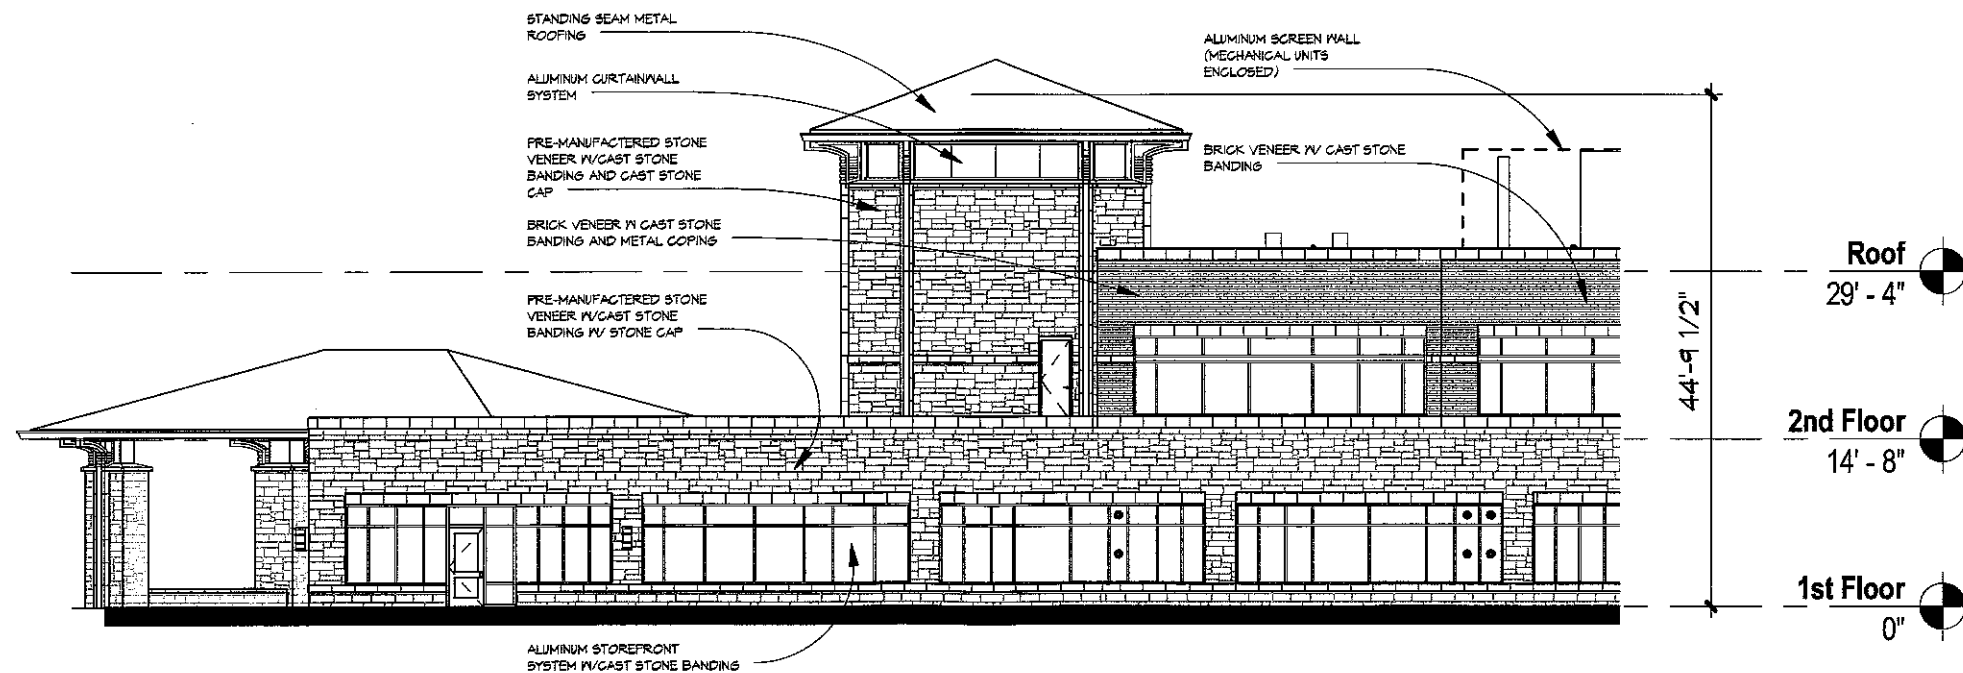 STANDING SEAM METAL
ROOFING
ALUMINUM CURTAINWALL
SYSTEM
PRE-MANUFACTERED STONE
VENEER W/CAST STONE
BANDING AND CAST STONE
CAP
BRICK VENEER W CAST STONE
BANDING AND METAL COPING
PRE-MANUFACTERED STONE
VENEER W/CAST STONE
BANDING W/ STONE CAP
ALUMINUM STOREFRONT
SYSTEM W/CAST STONE BANDING
ALUMINUM SCREEN WALL
(MECHANICAL UNITS
ENCLOSED)
BRICK VENEER W/ CAST STONE
BANDING
44'-9 1/2"
Roof
29' - 4"
2nd Floor
14' - 8"
1st Floor
0"